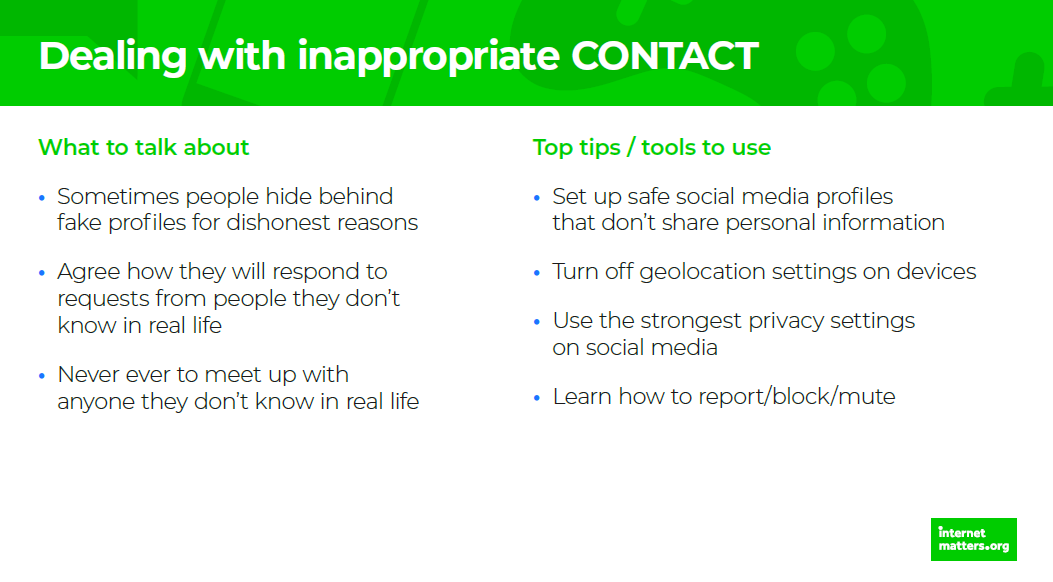 Dealing with inappropriate CONTACT
What to talk about
• Sometimes people hide behind
fake profiles for dishonest reasons
• Agree how they will respond to
requests from people they don't
know in real life
• Never ever to meet up with
anyone they don't know in real life
Top tips / tools to use
• Set up safe social media profiles
that don't share personal information
• Turn off geolocation settings on devices
• Use the strongest privacy settings
on social media
• Learn how to report/block/mute
internet
matters.org